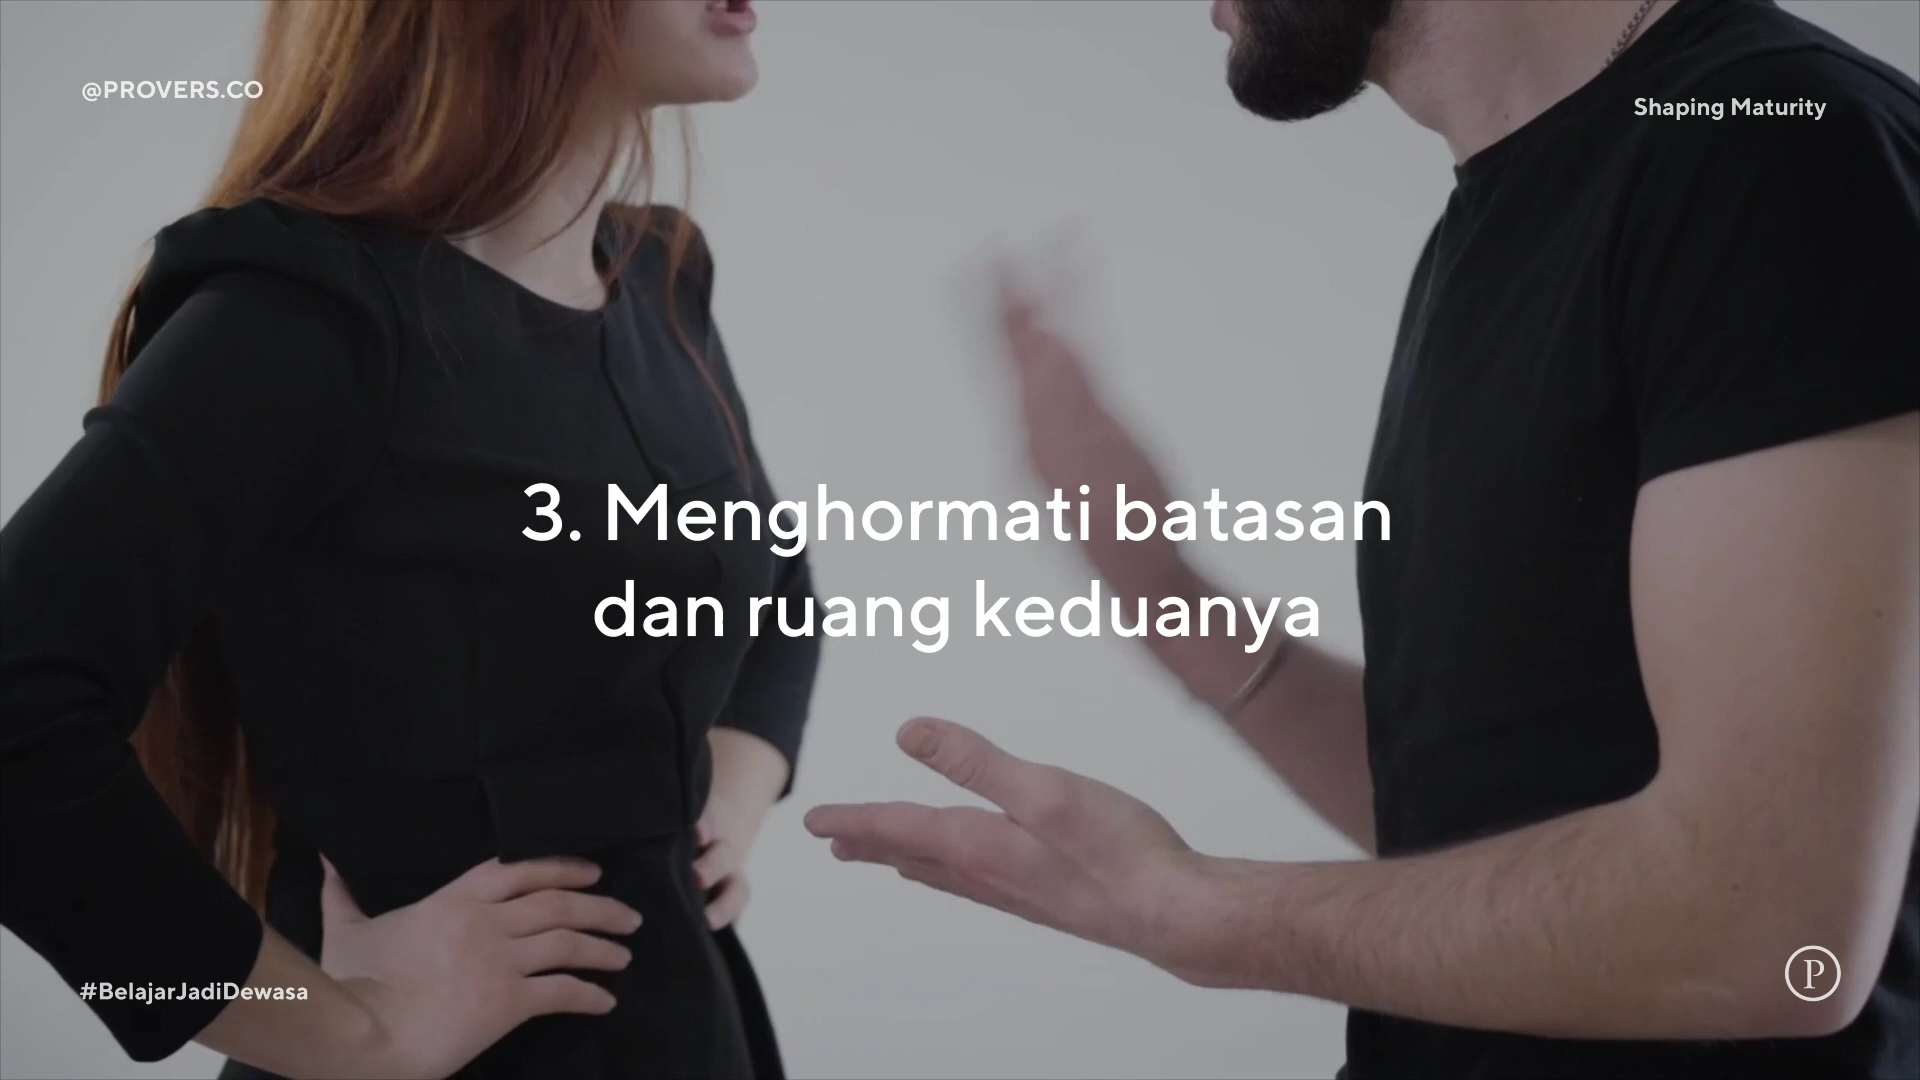 @PROVERS.CO
Shaping Maturity
3. Menghormati batasan
dan ruang keduanya
#BelajarJadiDewasa
P